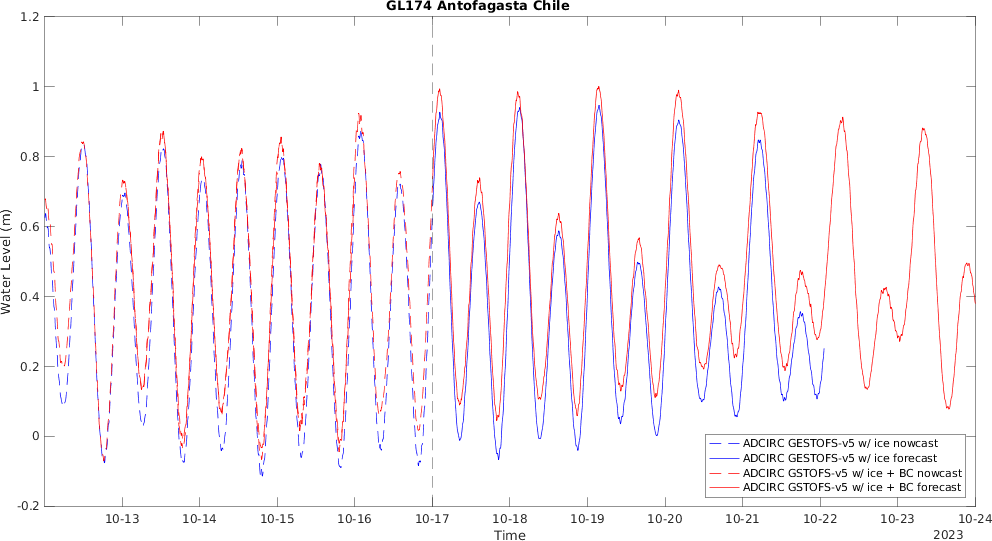 GL174 Antofagasta Chile
1.2
1
0.8
0.6
0.4
0.2
0
-0.2
Water Level (m)
ADCIRC GESTOFS-v5 w/ ice nowcast
ADCIRC GESTOFS-v5 w/ ice forecast
ADCIRC GSTOFS-v5 w/ ice + BC nowcast
ADCIRC GSTOFS-v5 w/ ice + BC forecast
10-13 10-14 10-15 10-16 10-17 10-18 10-19 10-20 10-21 10-22 10-23 10-24
Time
2023